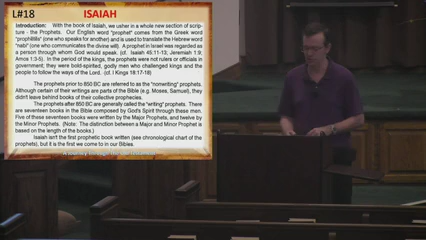 L#18 ISAIAH
Introduction: With the book of Isaiah, we usher in a whole new section of scrip-
ture - the Prophets. Our English word "prophet" comes from the Greek word
(one who speaks for another) and is used to translate the Hebrew word
"nabi" (one who communicates the divine will). A prophet in Israel was regarded as
a person through whom God spoke. (cf. Isaiah 45:11-13; Jeremiah 1:9;
Amos 1:3-5). In the period of the kings, the prophets were not rulers or officials in
government; they were bold-spirited, godly men who challenged kings and the
people to follow the ways of the Lord. (cf. I Kings 18:17-18)
The prophets prior to 850 BC are referred to as the "nonwriting" prophets.
Although certain of their writings are parts of the Bible (e.g. Moses, Samuel), they
didn't leave behind books of their collective prophecies.
The prophets after 850 BC are generally called the "writing" prophets. There
are seventeen books in the Bible composed by God's Spirit through these men.
Five of these seventeen books were written by the Major Prophets, and twelve by
the Minor Prophets. (Note: The distinction between a Major and Minor Prophet is
based on the length of the books.)
Isaiah isn't the first prophetic book written (see chronological chart of the
prophets), but it is the first we come to in our Bibles.